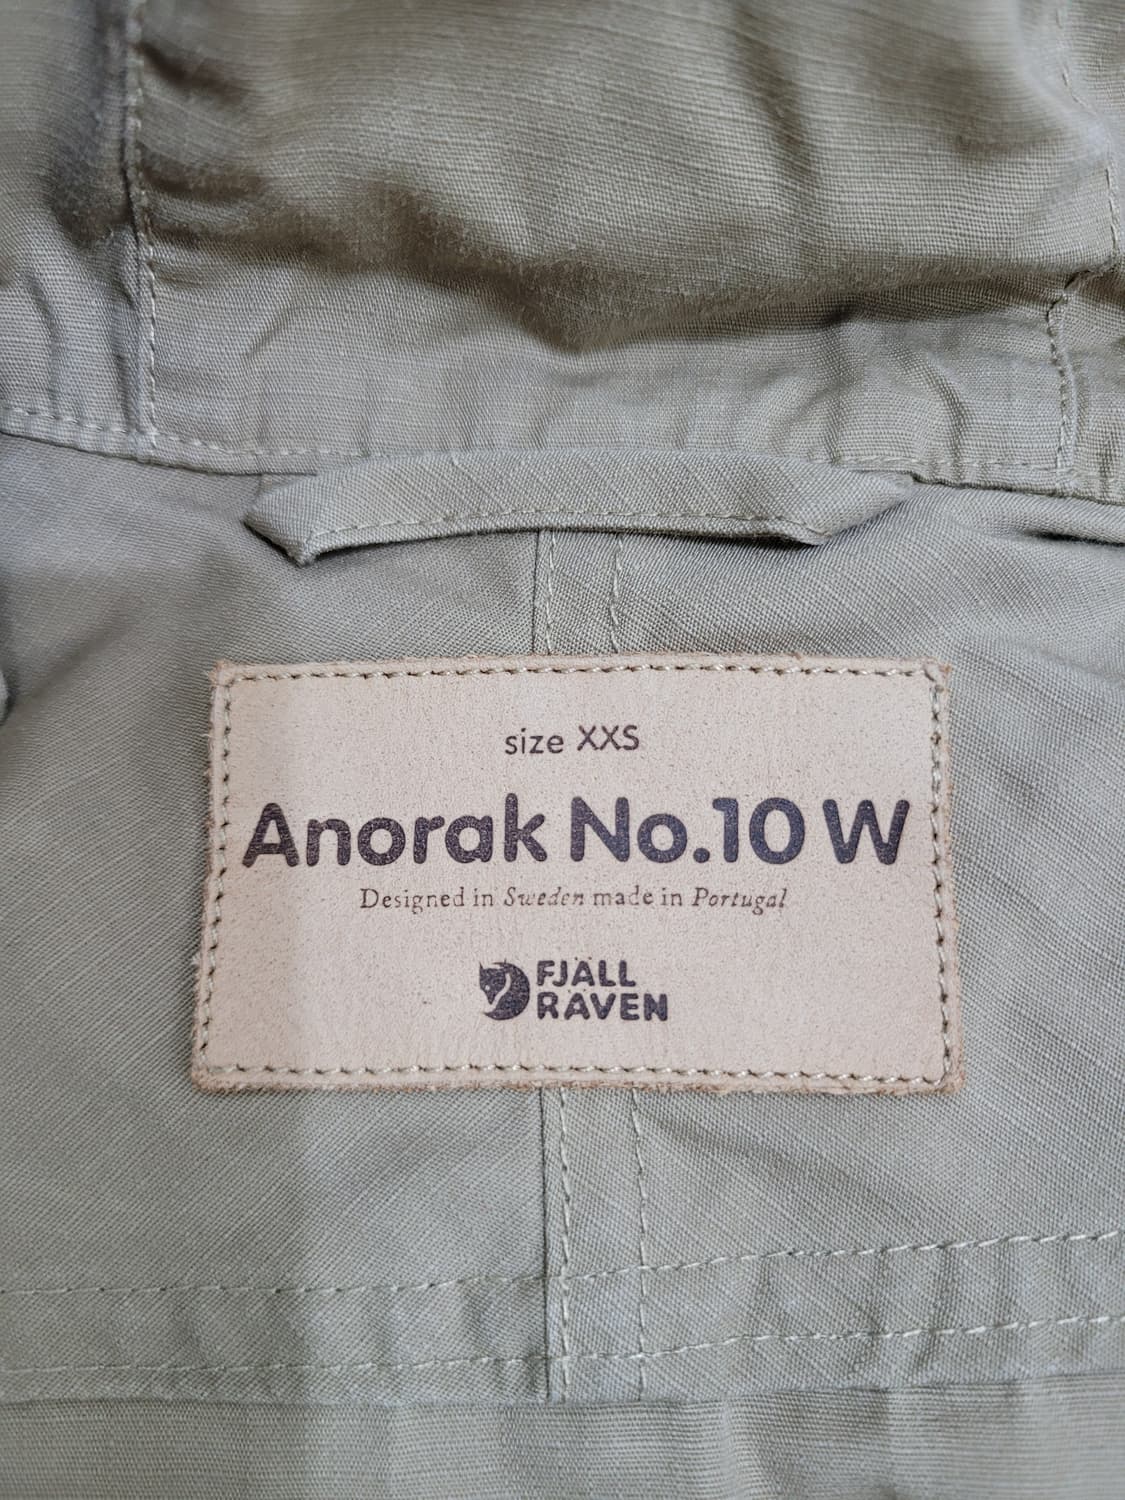 size XXS
Anorak No.10 W
Designed in Sweden made in Portugal
FJÄLL
RÄVEN